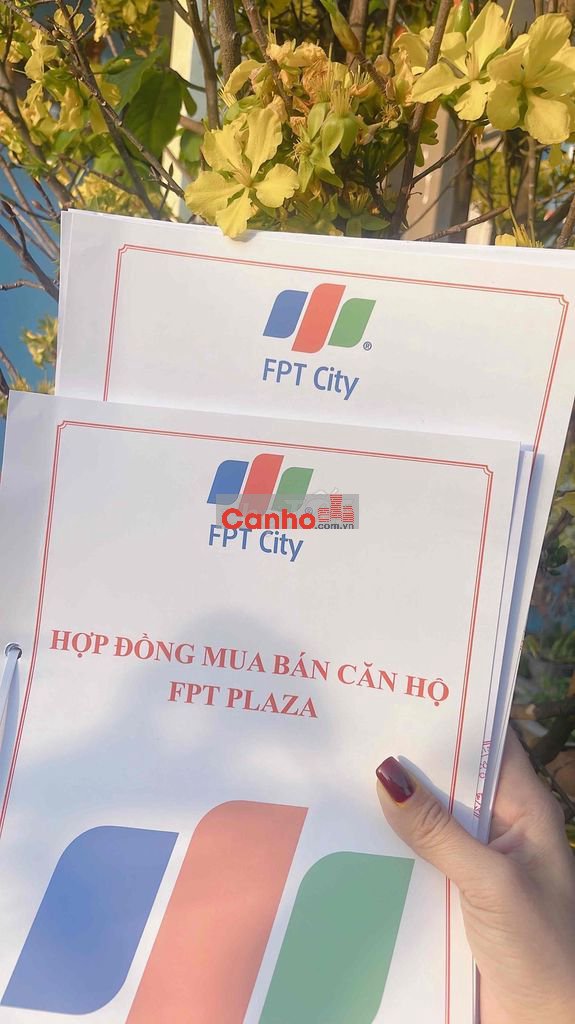 ®
FPT City
Canho
.com.vn
FPT City
HỢP ĐỒNG MUA BÁN CĂN HỘ
FPT PLAZA